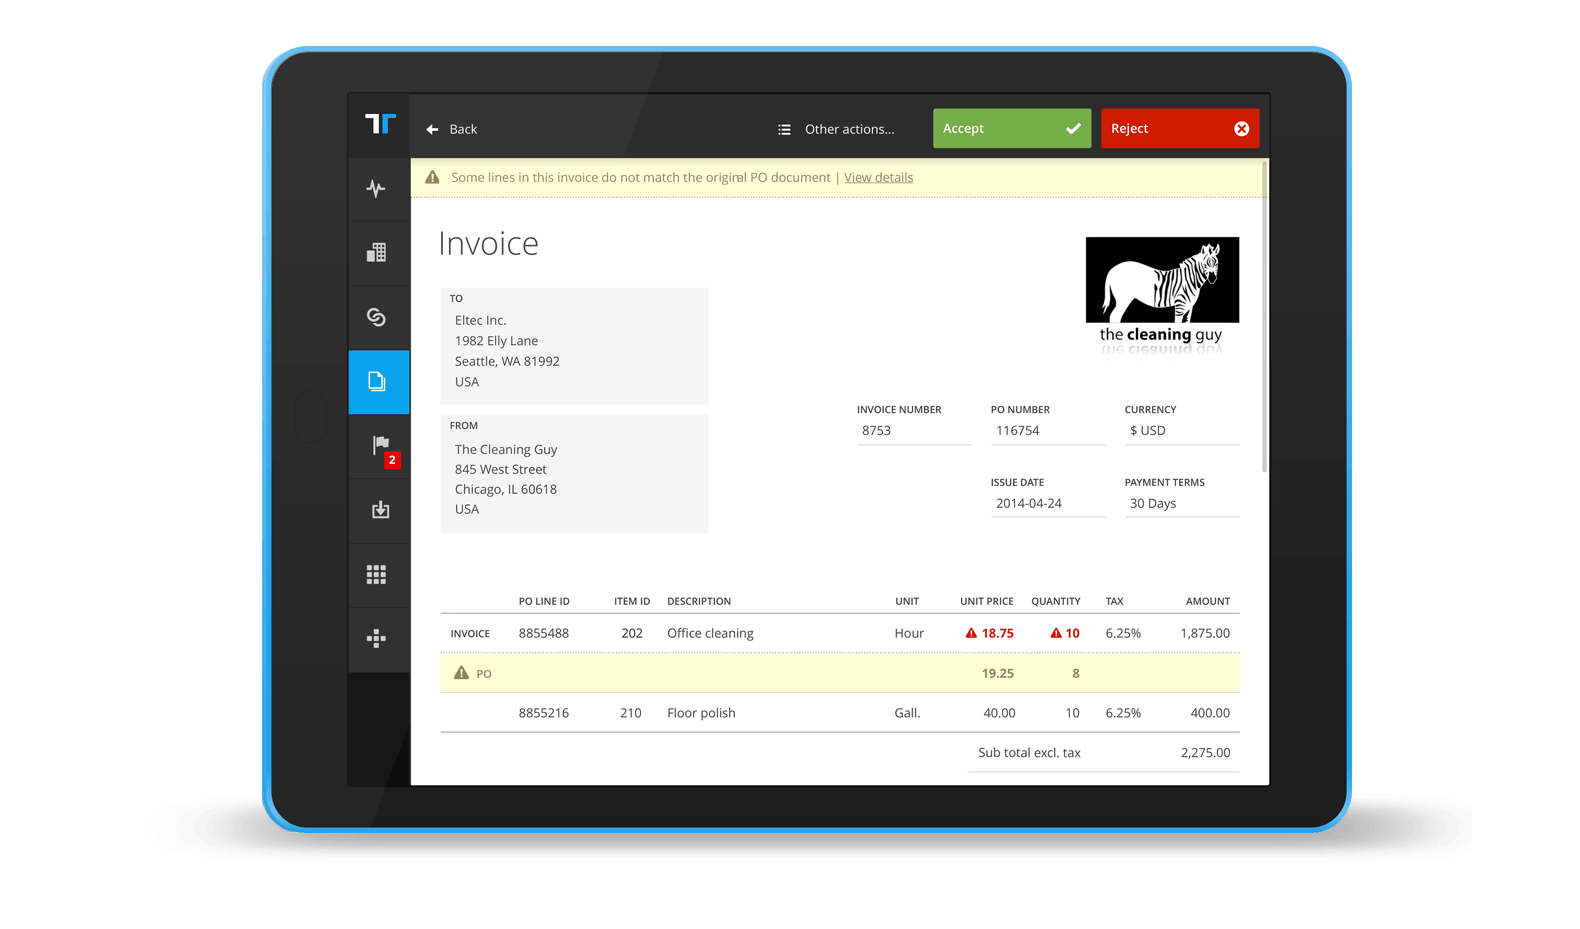 Back
Other actions...
Accept
Reject
Some lines in this invoice do not match the original PO document | View details
Invoice
the cleaning guy
TO
Eltec Inc.
1982 Elly Lane
Seattle, WA 81992
USA
FROM
The Cleaning Guy
845 West Street
Chicago, IL 60618
USA
INVOICE NUMBER PO NUMBER CURRENCY
8753 116754 $ USD
ISSUE DATE PAYMENT TERMS
2014-04-24 30 Days
2
PO LINE ID ITEM ID DESCRIPTION UNIT UNIT PRICE QUANTITY TAX AMOUNT
INVOICE 8855488 202 Office cleaning Hour 18.75 10 6.25% 1,875.00
PO 19.25 8
8855216 210 Floor polish Gall. 40.00 10 6.25% 400.00
Sub total excl. tax 2,275.00